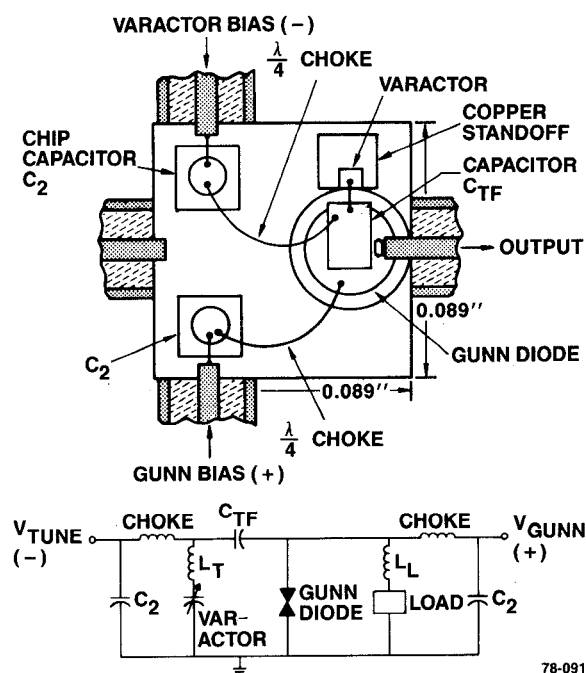 VARACTOR BIAS (−)
λ/4 CHOKE
VARACTOR
COPPER
STANDOFF
CHIP
CAPACITOR
C2
CAPACITOR
CTF
OUTPUT
0.089″
GUNN DIODE
C2
0.089″
λ/4 CHOKE
GUNN BIAS (+)
VTUNE
(−)
CHOKE
CTF
CHOKE
VGUNN
(+)
LT
LL
C2
VAR-
ACTOR
GUNN
DIODE
LOAD
C2
78-091